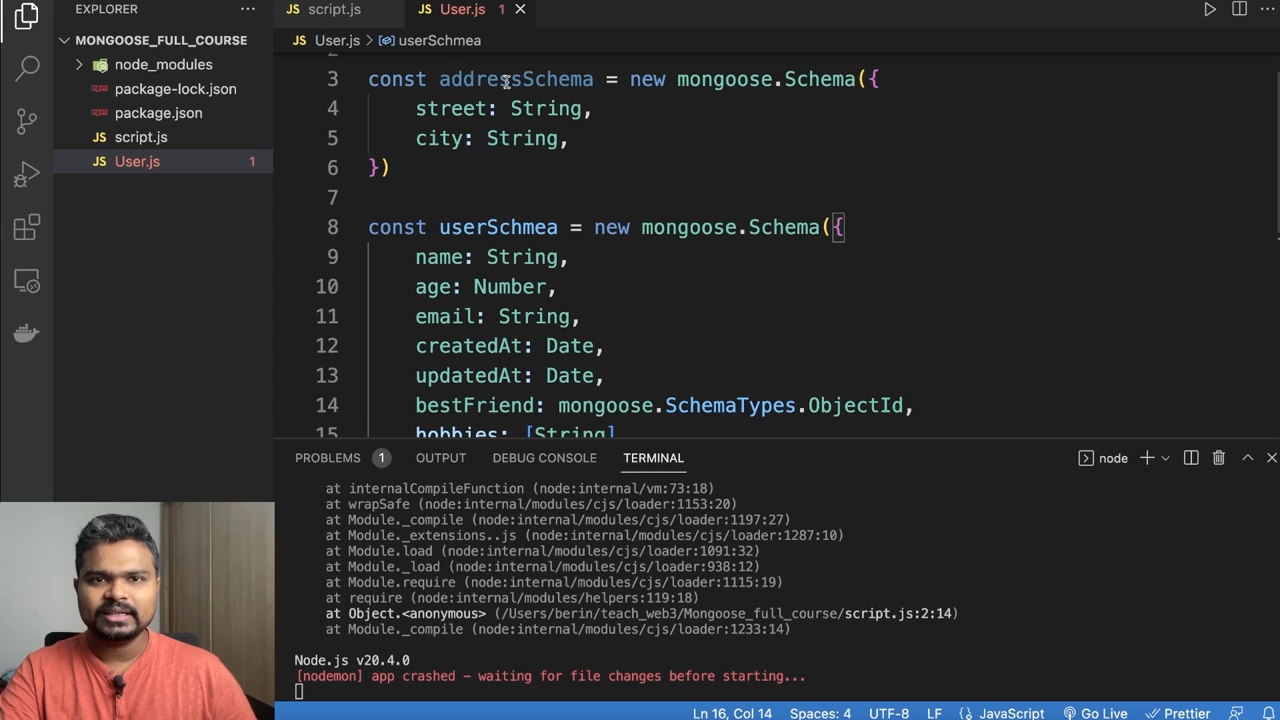 EXPLORER
MONGOOSE_FULL_COURSE
node_modules
JS script.js
JS User.js 1
JS User.js > userSchmea
package-lock.json
package.json
JS script.js
JS User.js 1
3 const addressSchema = new mongoose.Schema({
4 street: String,
5 city: String,
6 })
7
8 const userSchmea = new mongoose.Schema({
9 name: String,
10 age: Number,
11 email: String,
12 createdAt: Date,
13 updatedAt: Date,
14 bestFriend: mongoose.SchemaTypes.ObjectId,
15 hobbies: [String]
PROBLEMS 1 OUTPUT DEBUG CONSOLE TERMINAL node
at internalCompileFunction (node:internal/vm:73:18)
at wrapSafe (node:internal/modules/cjs/loader:1153:20)
at Module._compile (node:internal/modules/cjs/loader:1197:27)
at Module._extensions..js (node:internal/modules/cjs/loader:1287:10)
at Module.load (node:internal/modules/cjs/loader:1091:32)
at Module._load (node:internal/modules/cjs/loader:938:12)
at Module.require (node:internal/modules/cjs/loader:1115:19)
at require (node:internal/modules/helpers:119:18)
at Object.<anonymous> (/Users/berin/teach_web3/Mongoose_full_course/script.js:2:14)
at Module._compile (node:internal/modules/cjs/loader:1233:14)
Node.js v20.4.0
[nodemon] app crashed - waiting for file changes before starting...
Ln 16, Col 14 Spaces: 4 UTF-8 LF {} JavaScript Go Live Prettier